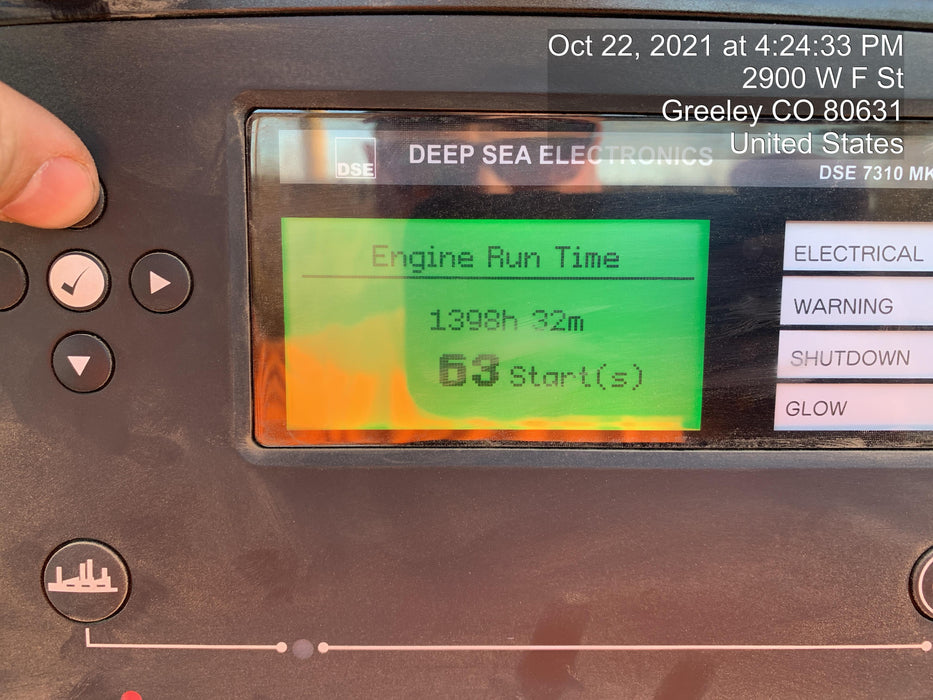 Oct 22, 2021 at 4:24:33 PM
2900 W F St
Greeley CO 80631
United States
DSE
DEEP SEA ELECTRONICS
DSE 7310 MK
Engine Run Time
1398h 32m
63 Start(s)
ELECTRICAL
WARNING
SHUTDOWN
GLOW